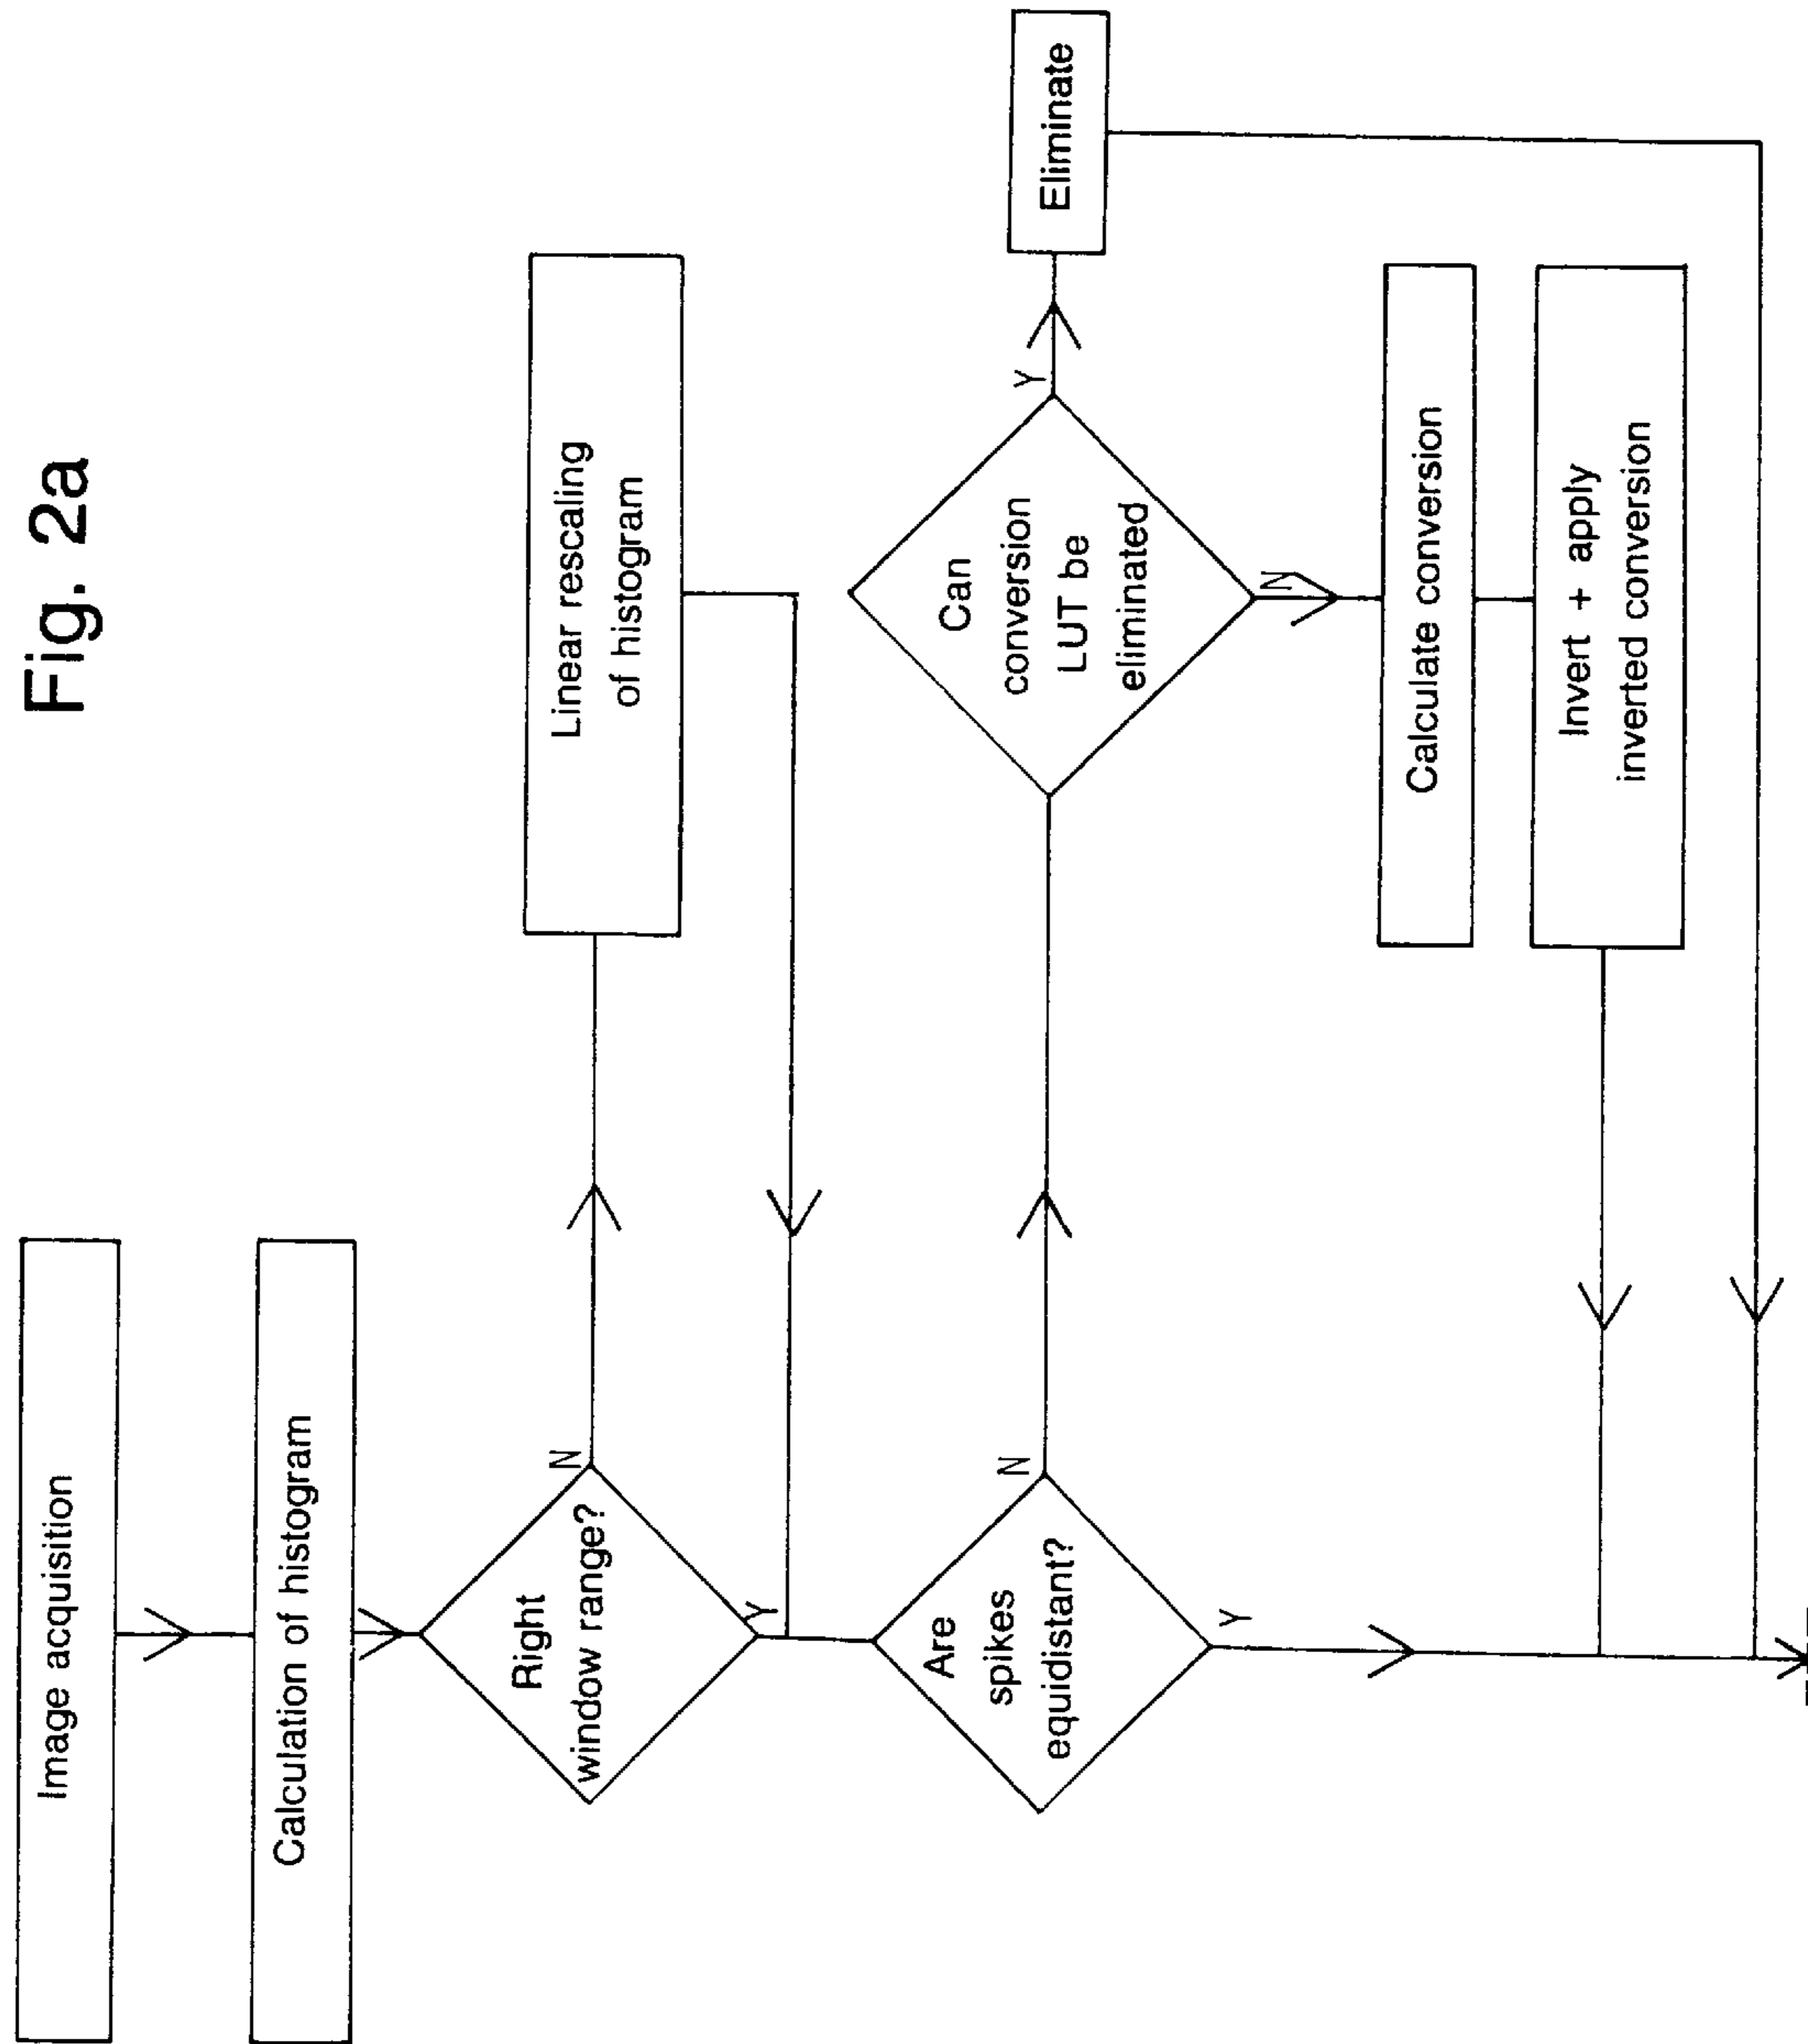 Fig. 2a
Image acquisition
Calculation of histogram
Right
window range?
N
Y
Linear rescaling
of histogram
Are
spikes
equidistant?
N
Y
Can
conversion
LUT be
eliminated
Y
N
Eliminate
Calculate conversion
Invert + apply
inverted conversion